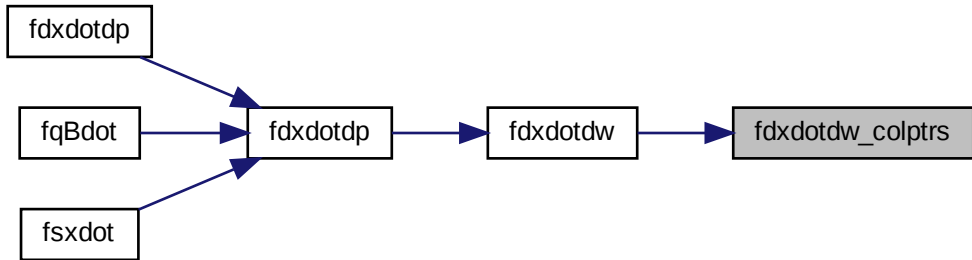 fdxdotdp
fqBdot
fsxdot
fdxdotdp
fdxdotdw
fdxdotdw_colptrs